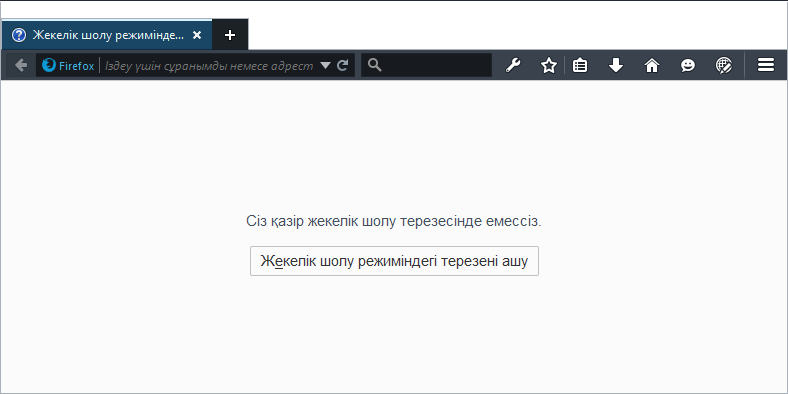 Жекелік шолу режимінде...
Firefox
Іздеу үшін сұранымды немесе адрест
Сіз қазір жекелік шолу терезесінде емессіз.
Жекелік шолу режиміндегі терезені ашу